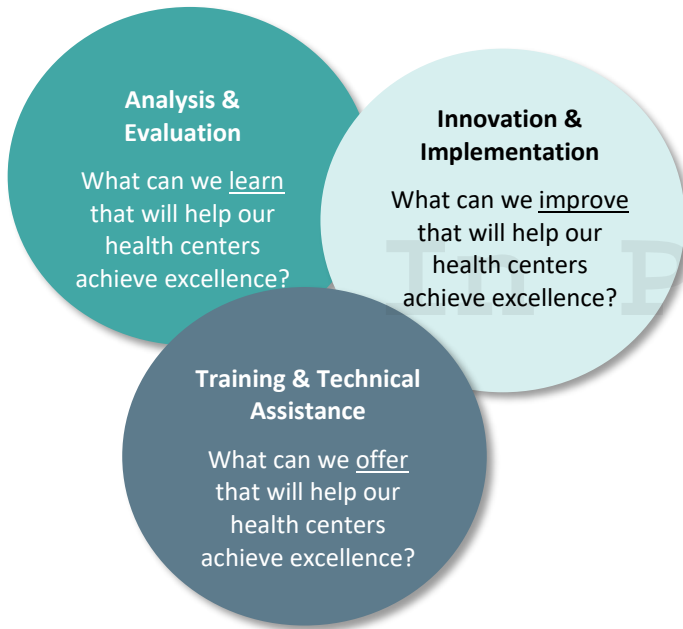 Analysis &
Evaluation
What can we learn
that will help our
health centers
achieve excellence?
Innovation &
Implementation
What can we improve
that will help our
health centers
achieve excellence?
In P
Training & Technical
Assistance
What can we offer
that will help our
health centers
achieve excellence?